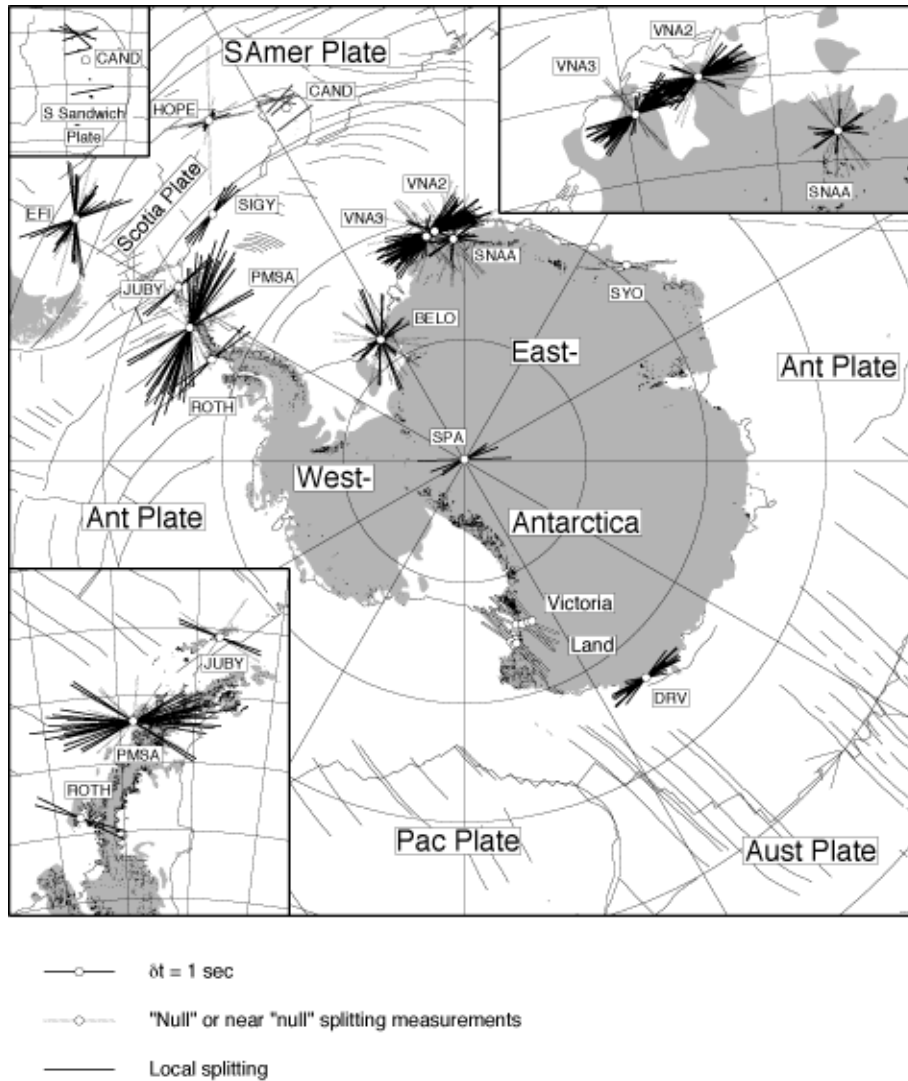 CAND
S Sandwich
Plate
SAmer Plate
CAND
HOPE
Scotia Plate
EFI
SIGY
JUBY
PMSA
ROTH
VNA2
VNA3
SNAA
BELO
SYO
VNA2
VNA3
SNAA
East-
Ant Plate
SPA
West-
Antarctica
Ant Plate
Victoria
Land
DRV
JUBY
PMSA
ROTH
Pac Plate
Aust Plate
δt = 1 sec
"Null" or near "null" splitting measurements
Local splitting